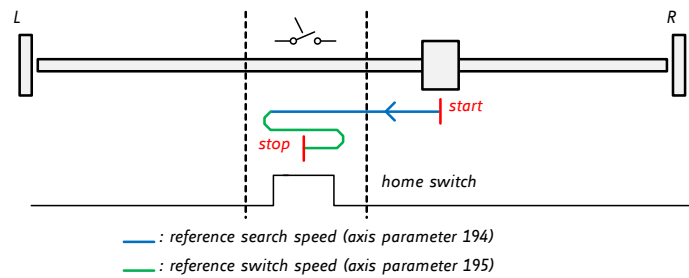 L
R
start
stop
home switch
: reference search speed (axis parameter 194)
: reference switch speed (axis parameter 195)